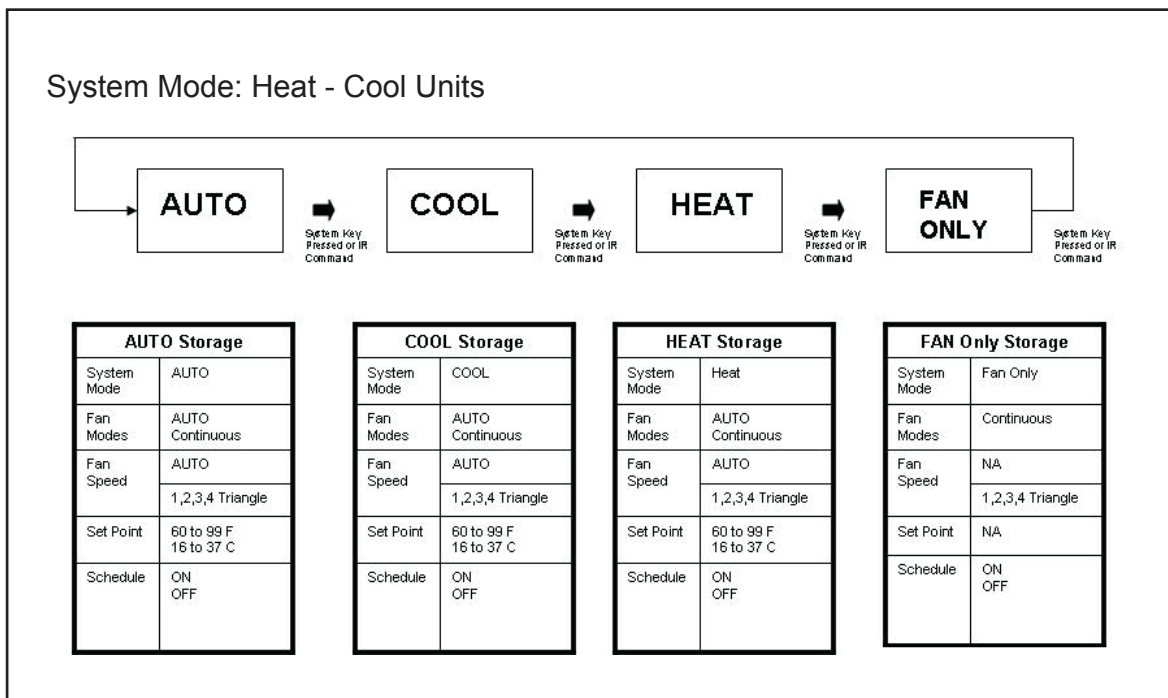 System Mode: Heat - Cool Units
AUTO
System Key
Pressed or IR
Command
COOL
System Key
Pressed or IR
Command
HEAT
System Key
Pressed or IR
Command
FAN
ONLY
System Key
Pressed or IR
Command
AUTO Storage
System
Mode
AUTO
Fan
Modes
AUTO
Continuous
Fan
Speed
AUTO
1,2,3,4 Triangle
Set Point
60 to 99 F
16 to 37 C
Schedule
ON
OFF
COOL Storage
System
Mode
COOL
Fan
Modes
AUTO
Continuous
Fan
Speed
AUTO
1,2,3,4 Triangle
Set Point
60 to 99 F
16 to 37 C
Schedule
ON
OFF
HEAT Storage
System
Mode
Heat
Fan
Modes
AUTO
Continuous
Fan
Speed
AUTO
1,2,3,4 Triangle
Set Point
60 to 99 F
16 to 37 C
Schedule
ON
OFF
FAN Only Storage
System
Mode
Fan Only
Fan
Modes
Continuous
Fan
Speed
NA
1,2,3,4 Triangle
Set Point
NA
Schedule
ON
OFF